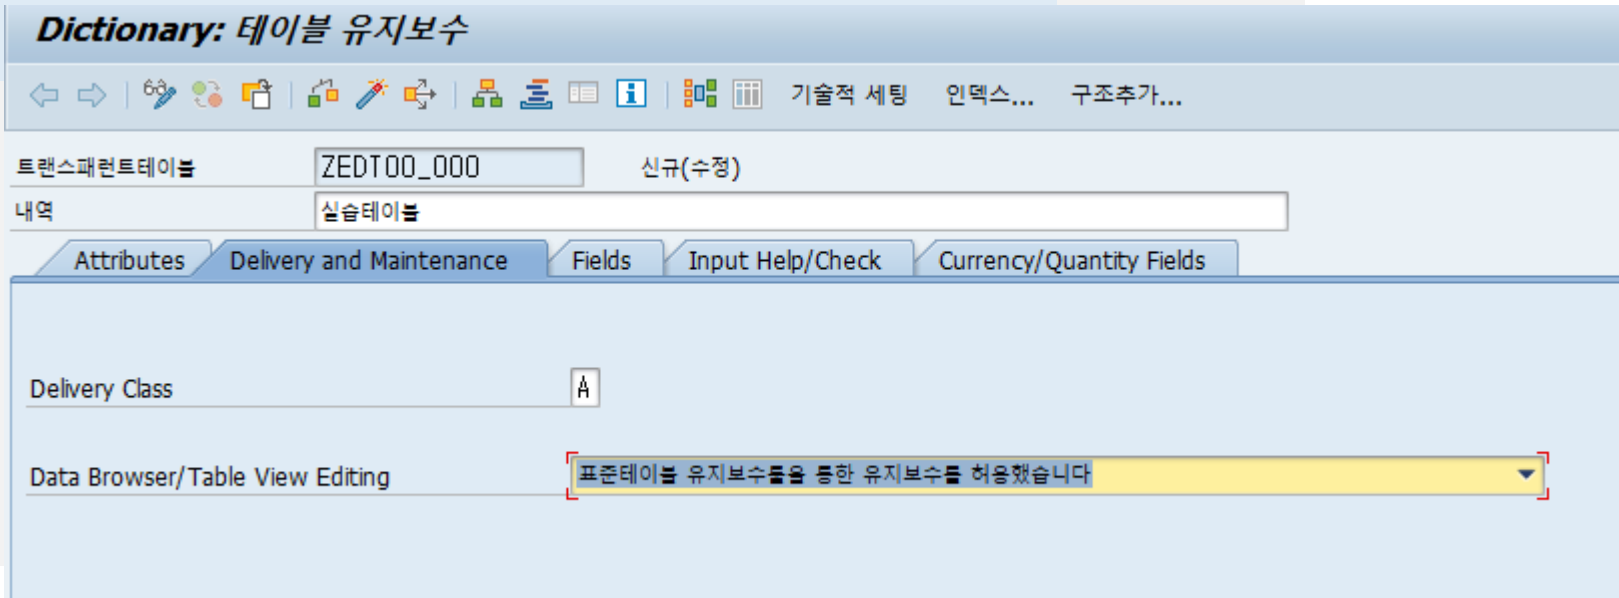 Dictionary: 테이블 유지보수
기술적 세팅 인덱스... 구조추가...
트랜스패런트테이블 ZEDT00_000 신규(수정)
내역 실습테이블
Attributes Delivery and Maintenance Fields Input Help/Check Currency/Quantity Fields
Delivery Class A
Data Browser/Table View Editing 표준테이블 유지보수툴을 통한 유지보수를 허용했습니다